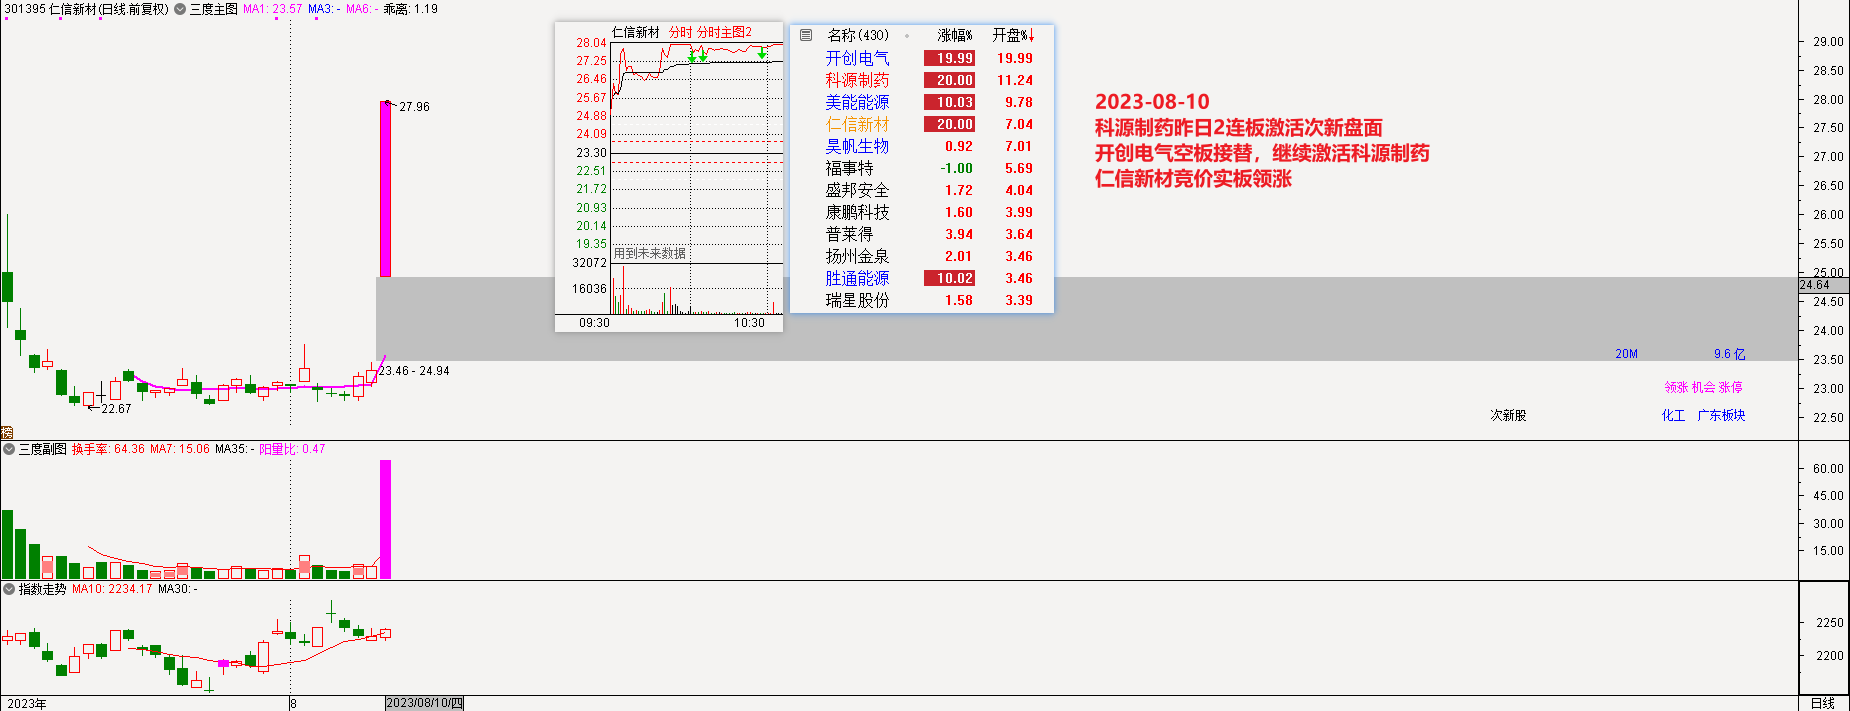 301395 仁信新材(日线.前复权) 三度主图 MA1: 23.57 MA3: - MA6: - 乖离: 1.19
29.00
28.50
28.00
27.50
27.00
26.50
26.00
25.50
25.00
24.64
24.50
24.00
23.50
23.00
22.50
27.96
23.46 - 24.94
22.67
仁信新材 分时 分时主图2
28.04
27.25
26.46
25.67
24.88
24.09
23.30
22.51
21.72
20.93
20.14
19.35
用到未来数据
32072
16036
09:30 10:30
名称(430) 涨幅% 开盘%↓
开创电气 19.99 19.99
科源制药 20.00 11.24
美能能源 10.03 9.78
仁信新材 20.00 7.04
昊帆生物 0.92 7.01
福事特 -1.00 5.69
盛邦安全 1.72 4.04
康鹏科技 1.60 3.99
普莱得 3.94 3.64
扬州金泉 2.01 3.46
胜通能源 10.02 3.46
瑞星股份 1.58 3.39
2023-08-10
科源制药昨日2连板激活次新盘面
开创电气空板接替，继续激活科源制药
仁信新材竞价实板领涨
20M 9.6 亿
领涨 机会 涨停
次新股 化工 广东板块
榜
三度副图 换手率: 64.36 MA7: 15.06 MA35: - 阳量比: 0.47
60.00
45.00
30.00
15.00
指数走势 MA10: 2234.17 MA30: -
2250
2200
2023年 8 2023/08/10/四 日线